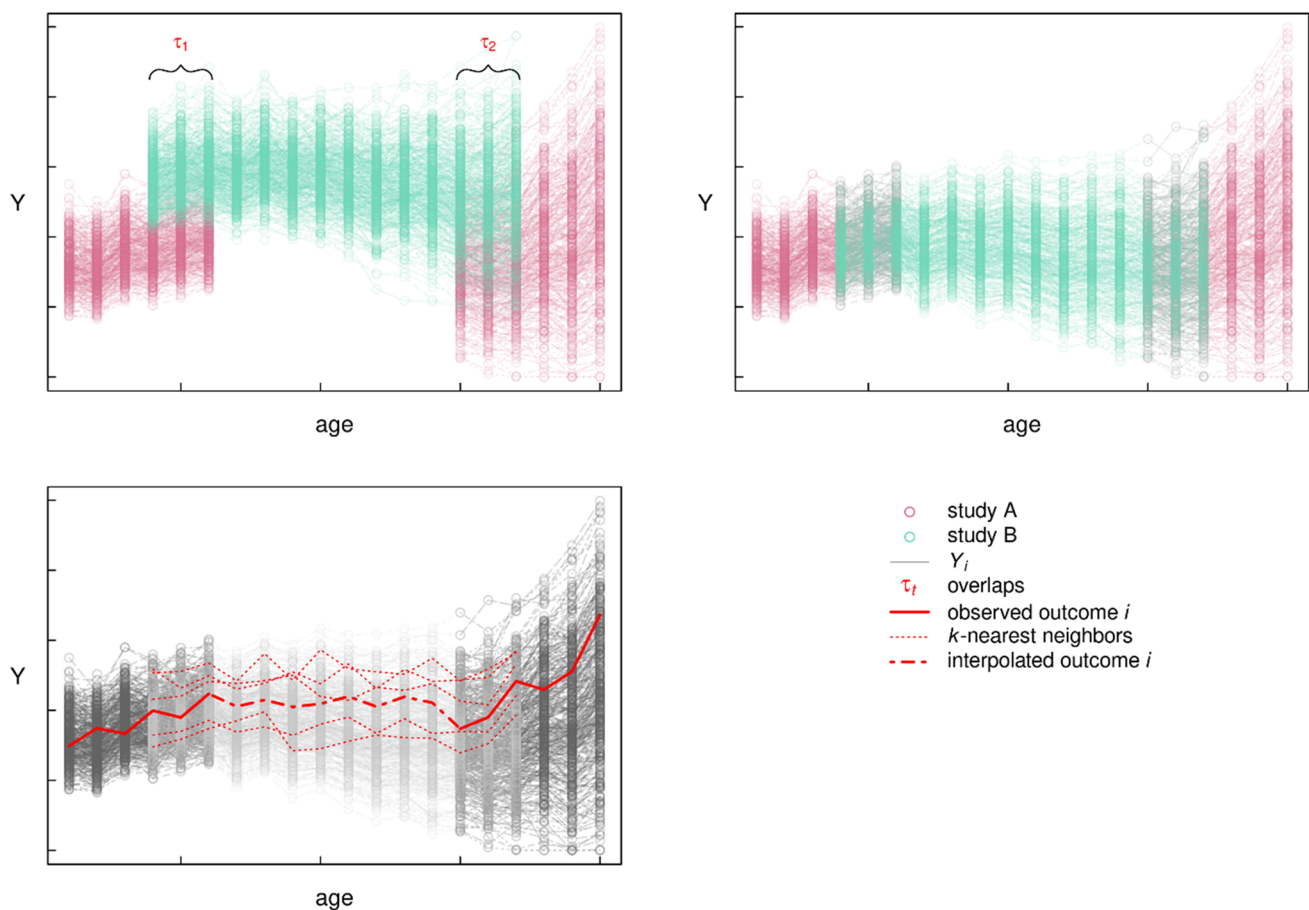 τ1
τ2
Y
age
Y
age
Y
age
study A
study B
Yi
τt overlaps
observed outcome i
k-nearest neighbors
interpolated outcome i